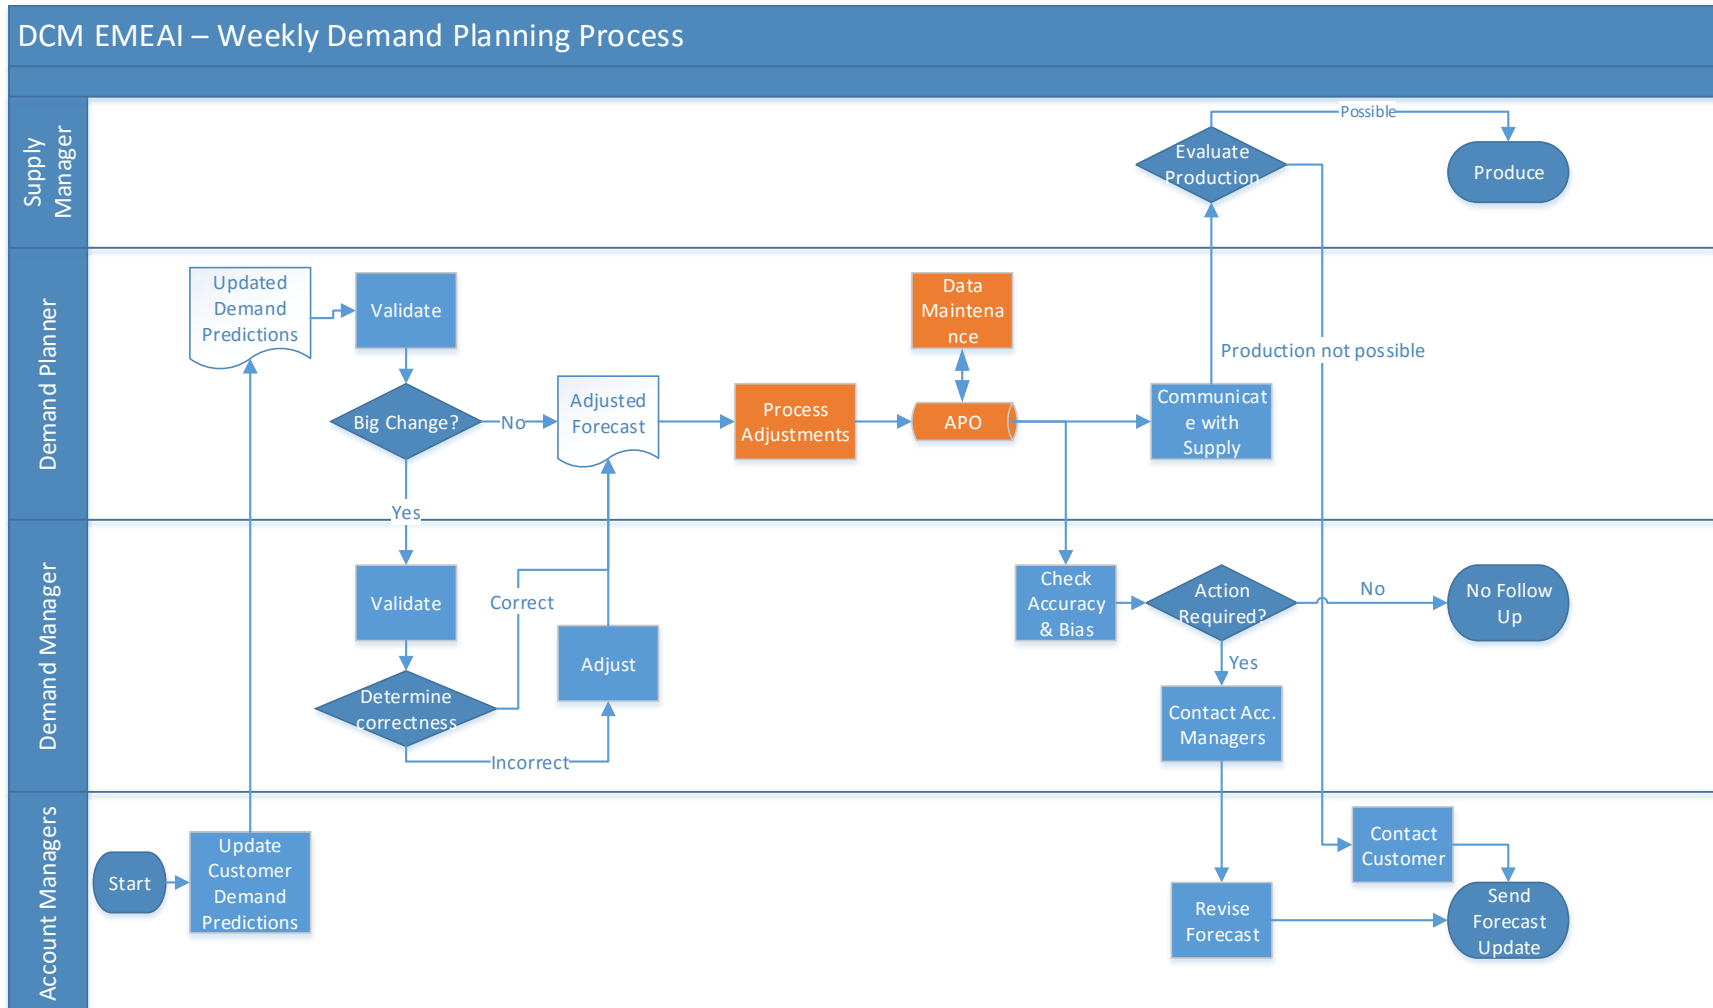 DCM EMEAI – Weekly Demand Planning Process
Supply
Manager
Evaluate
Production
Possible
Produce
Demand Planner
Updated
Demand
Predictions
Validate
Big Change?
No
Yes
Adjusted
Forecast
Process
Adjustments
Data
Maintena
nce
APO
Communicat
e with
Supply
Production not possible
Demand Manager
Validate
Determine
correctness
Correct
Incorrect
Adjust
Check
Accuracy
& Bias
Action
Required?
No
No Follow
Up
Yes
Contact Acc.
Managers
Account Managers
Start
Update
Customer
Demand
Predictions
Revise
Forecast
Contact
Customer
Send
Forecast
Update